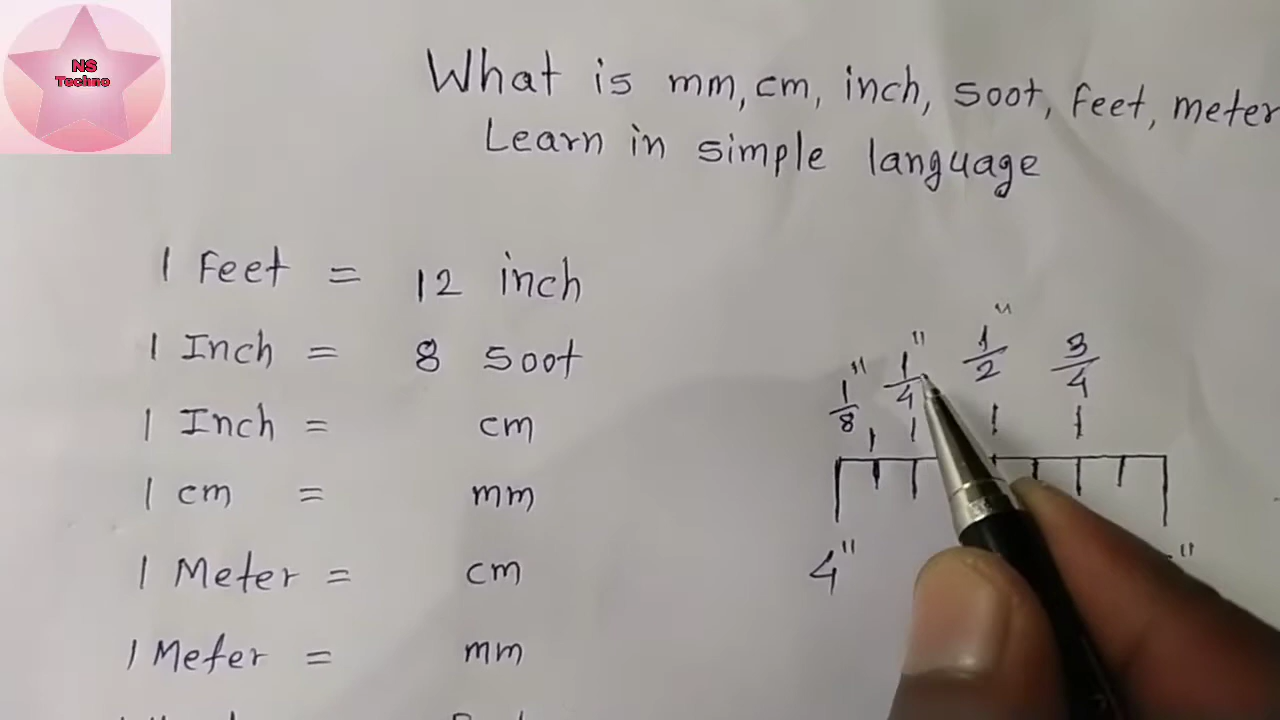 NS
Techno
What is mm, cm, inch, soot, feet, meter
Learn in simple language
1 Feet = 12 inch
1 Inch = 8 soot
1 Inch = cm
1 cm = mm
1 Meter = cm
1 Meter = mm
1/8" 1/4" 1/2" 3/4
4"